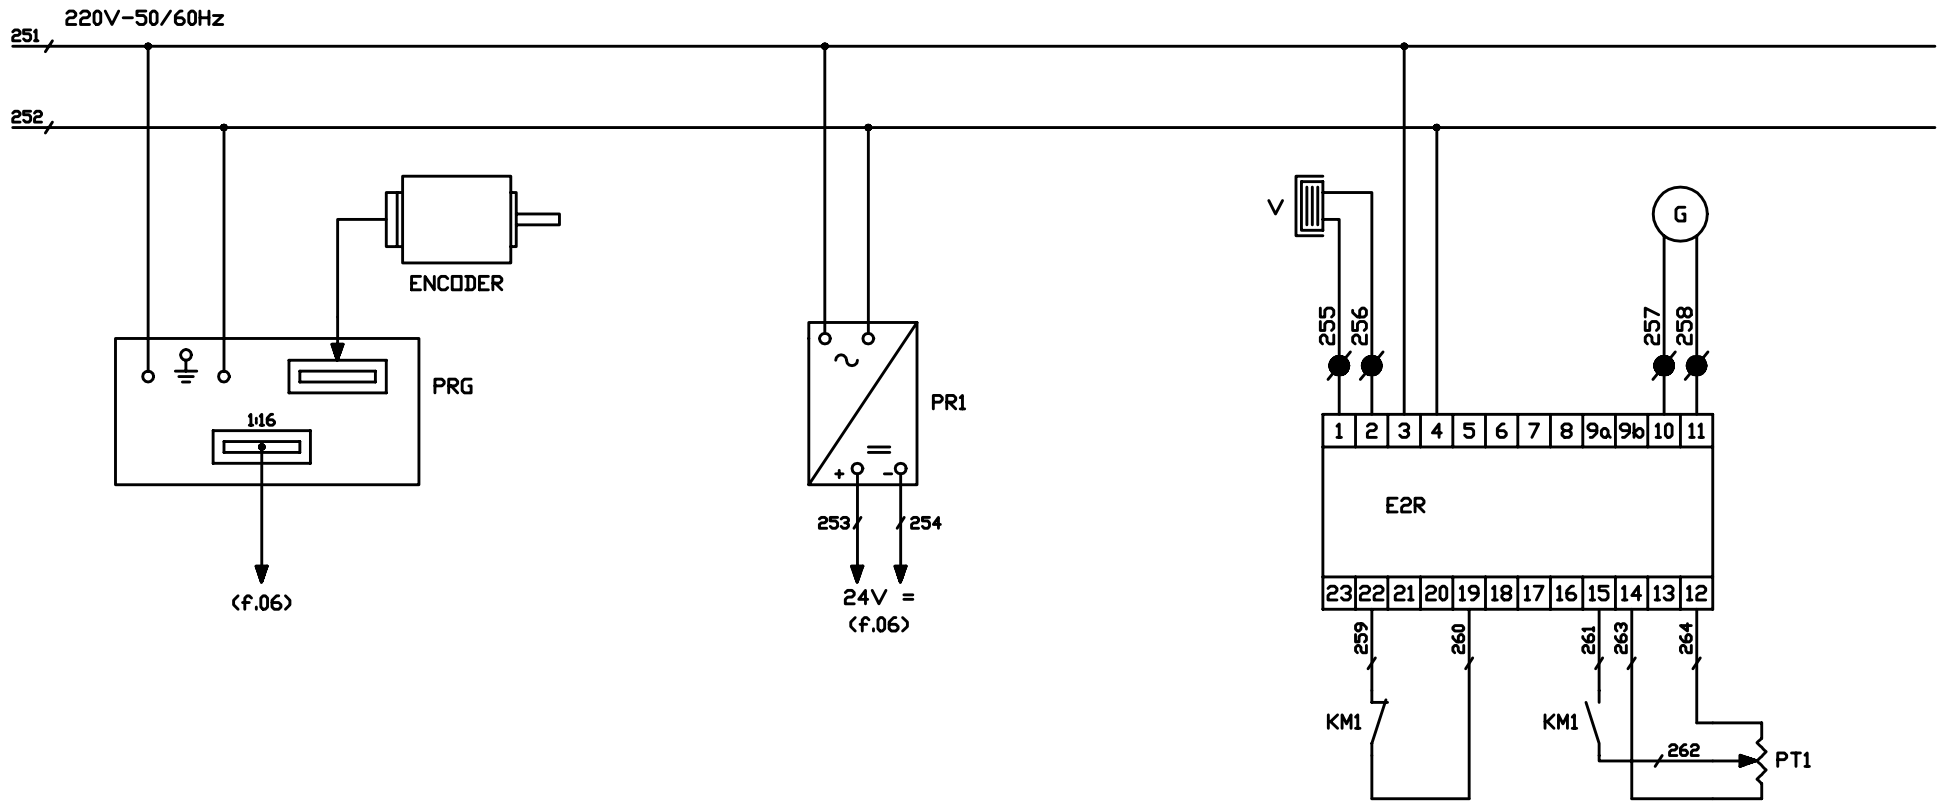 220V-50/60Hz
251
252
ENCODER
V
G
255
256
257
258
PRG
1:16
PR1
+
-
1 2 3 4 5 6 7 8 9a 9b 10 11
E2R
253
254
23 22 21 20 19 18 17 16 15 14 13 12
(f.06)
24V =
(f.06)
259
260
261
263
264
KM1
KM1
262
PT1